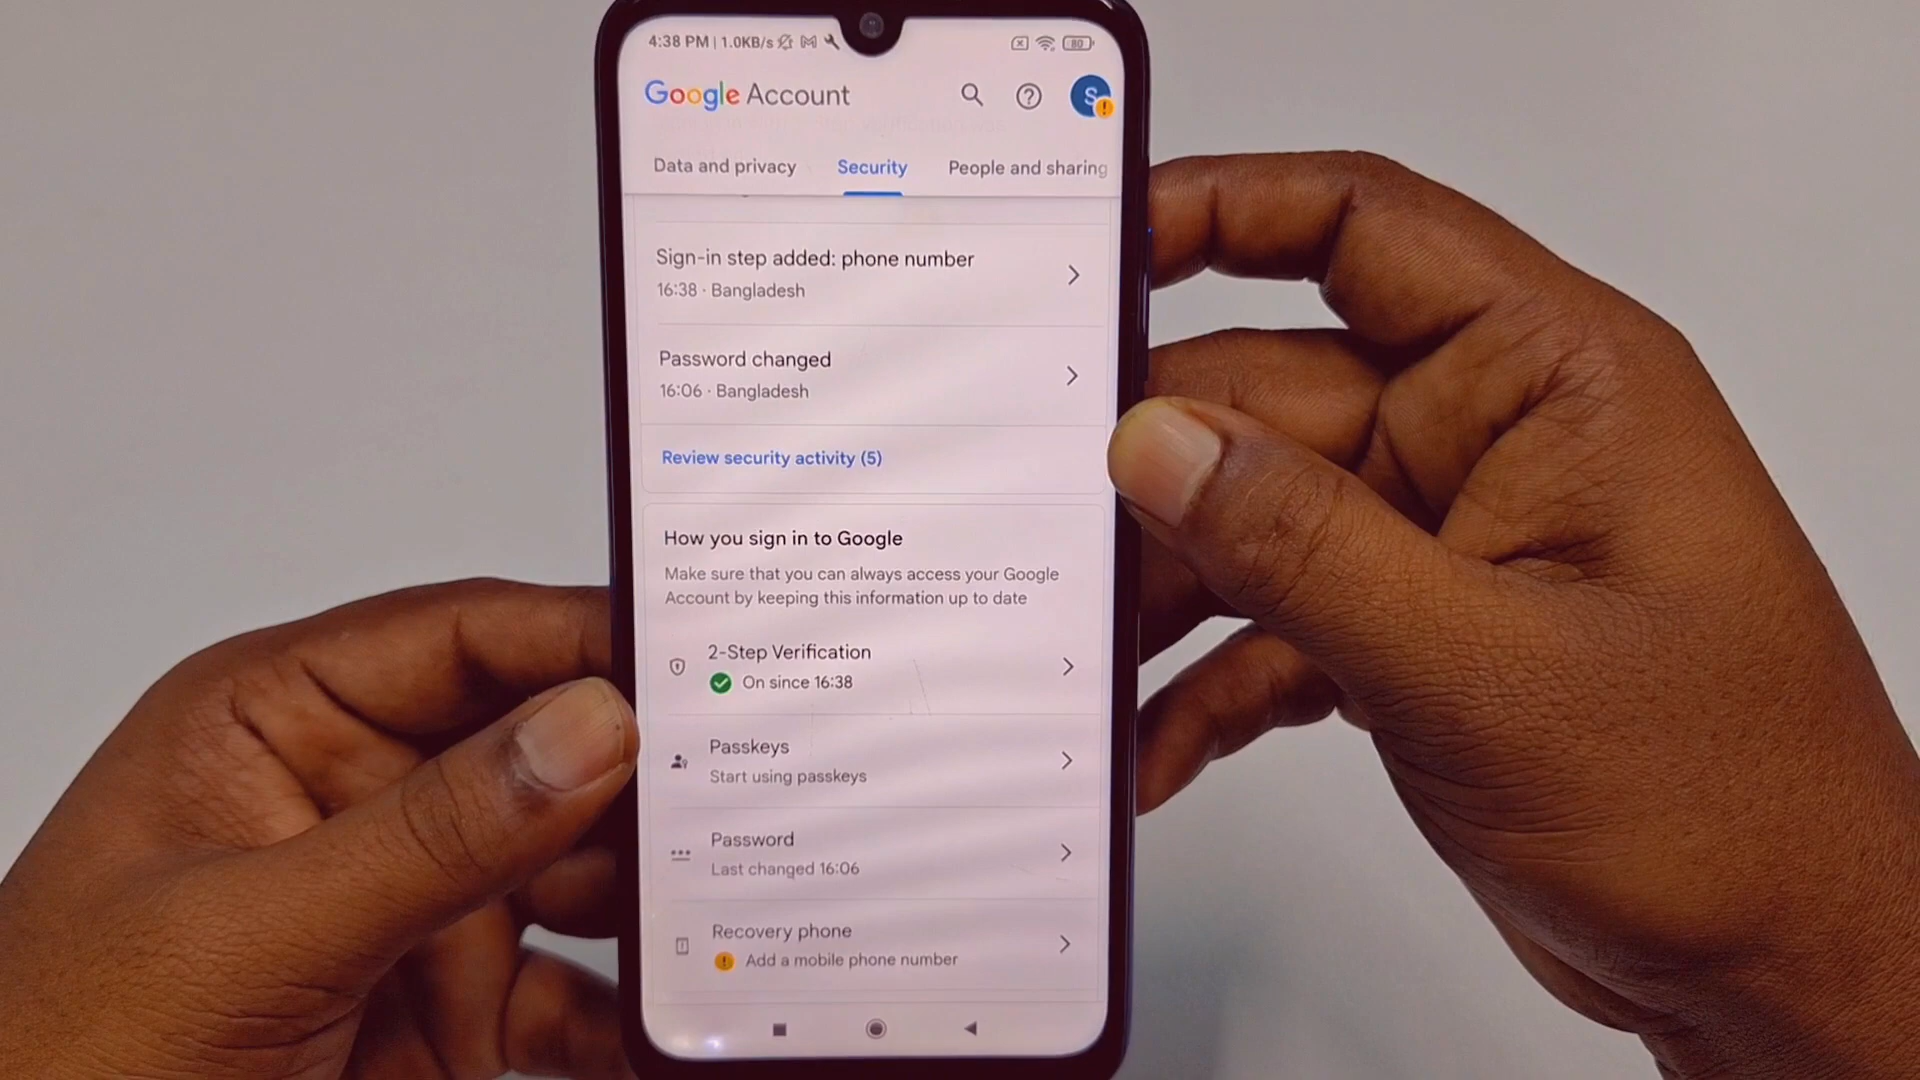 4:38 PM | 1.0KB/s
80
Google Account
S
Data and privacy Security People and sharing
Sign-in step added: phone number
16:38 · Bangladesh
Password changed
16:06 · Bangladesh
Review security activity (5)
How you sign in to Google
Make sure that you can always access your Google
Account by keeping this information up to date
2-Step Verification
On since 16:38
Passkeys
Start using passkeys
Password
Last changed 16:06
Recovery phone
Add a mobile phone number